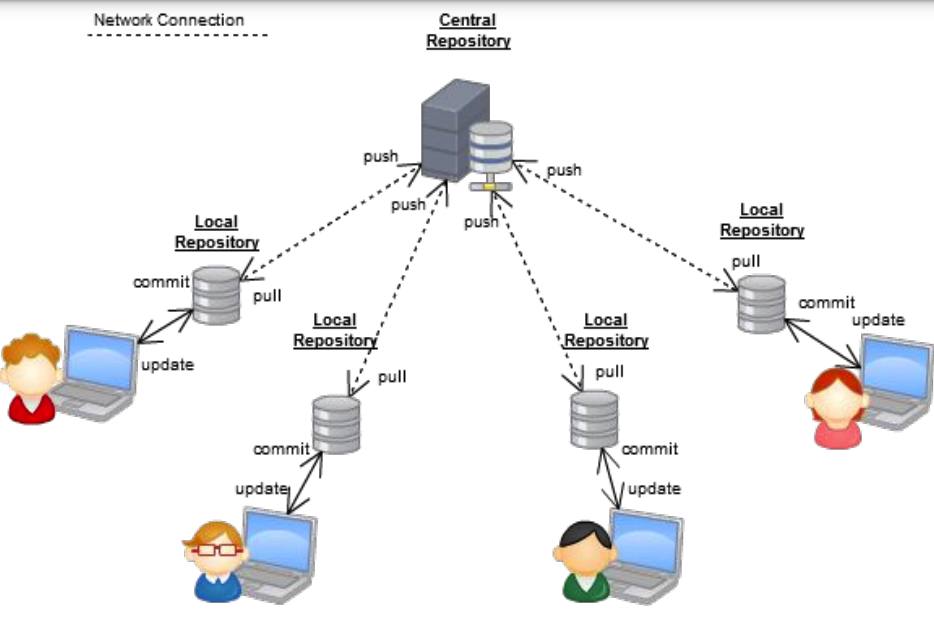 Network Connection
Central
Repository
push
push
push
push
Local
Repository
commit
pull
update
Local
Repository
pull
commit
update
Local
Repository
pull
commit
update
Local
Repository
pull
commit
update